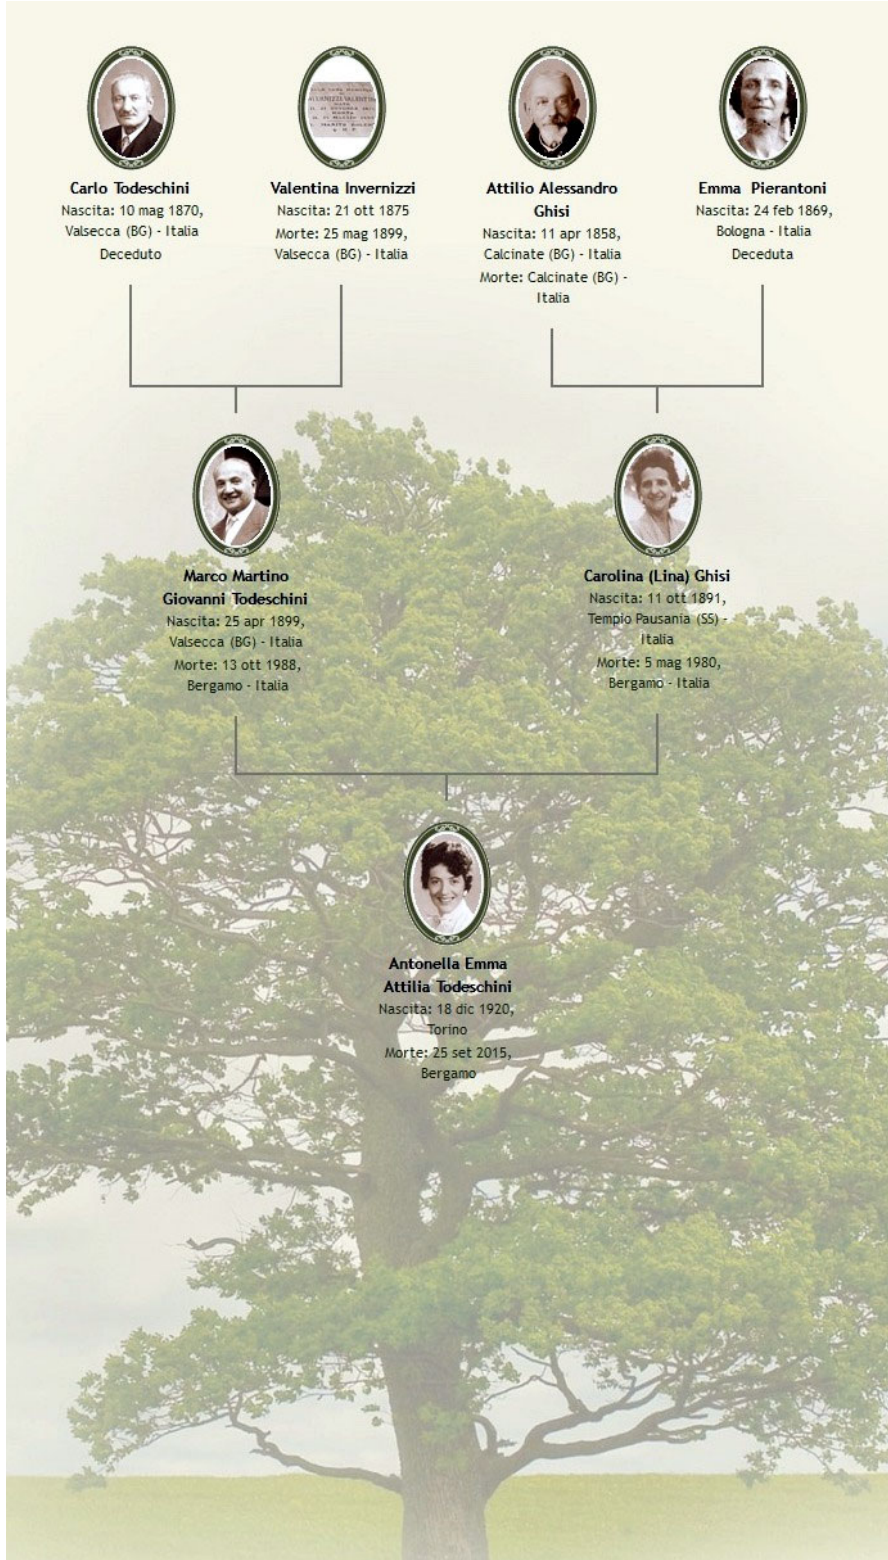 Carlo Todeschini
Nascita: 10 mag 1870,
Valsecca (BG) - Italia
Deceduto
Valentina Invernizzi
Nascita: 21 ott 1875
Morte: 25 mag 1899,
Valsecca (BG) - Italia
Attilio Alessandro
Ghisi
Nascita: 11 apr 1858,
Calcinate (BG) - Italia
Morte: Calcinate (BG) -
Italia
Emma Pierantoni
Nascita: 24 feb 1869,
Bologna - Italia
Deceduta
Marco Martino
Giovanni Todeschini
Nascita: 25 apr 1899,
Valsecca (BG) - Italia
Morte: 13 ott 1988,
Bergamo - Italia
Carolina (Lina) Ghisi
Nascita: 11 ott 1891,
Tempio Pausania (SS) -
Italia
Morte: 5 mag 1980,
Bergamo - Italia
Antonella Emma
Attilia Todeschini
Nascita: 18 dic 1920,
Torino
Morte: 25 set 2015,
Bergamo